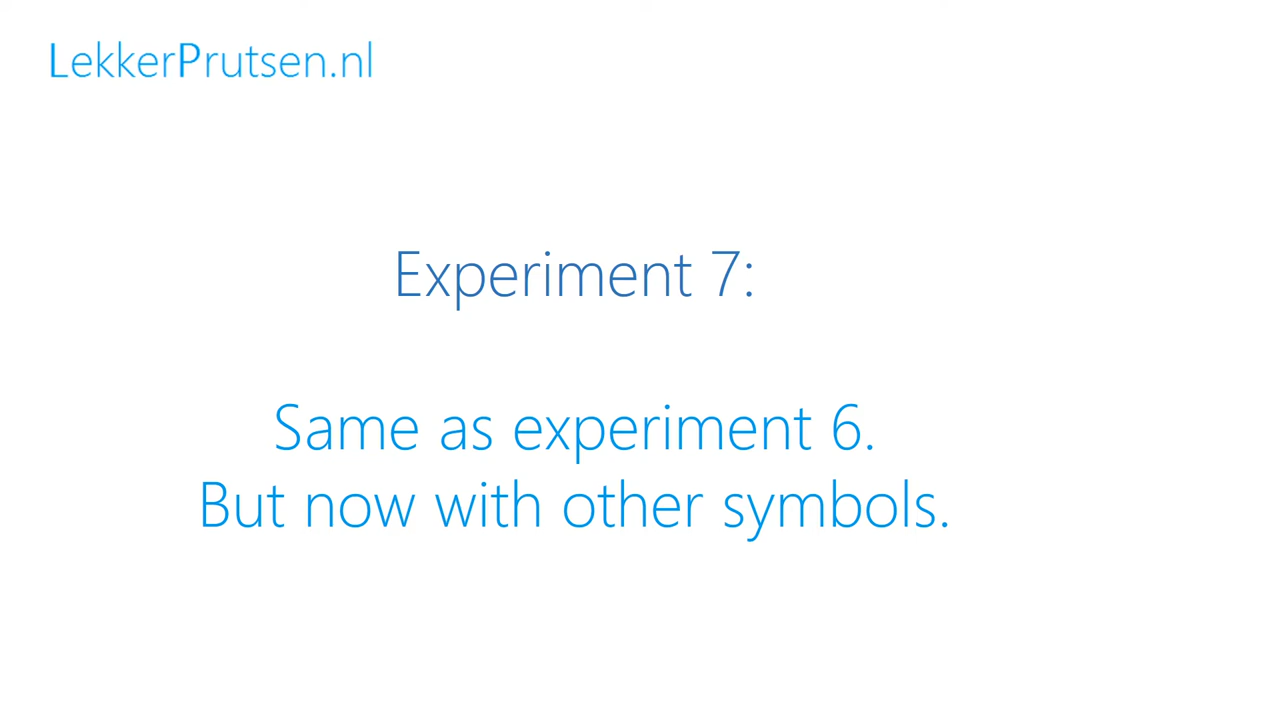 LekkerPrutsen.nl
Experiment 7:
Same as experiment 6.
But now with other symbols.